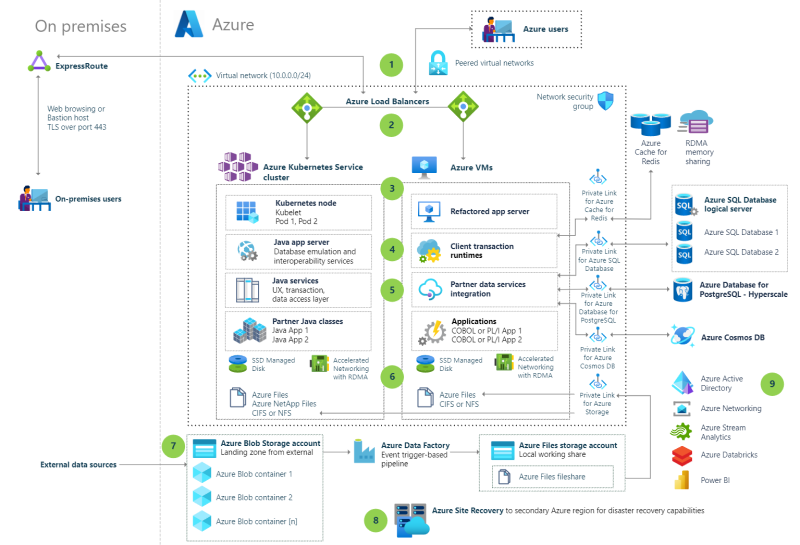 On premises
Azure
Azure users
1
Peered virtual networks
ExpressRoute
Virtual network (10.0.0.0/24)
Azure Load Balancers
Network security
group
Web browsing or
Bastion host
TLS over port 443
2
Azure
Cache for
Redis
RDMA
memory
sharing
Azure Kubernetes Service
cluster
Azure VMs
On-premises users
3
Private Link
for Azure
Cache for
Redis
Kubernetes node
Kubelet
Pod 1, Pod 2
Refactored app server
SQL
Azure SQL Database
logical server
SQL
Azure SQL Database 1
SQL
Azure SQL Database 2
Java app server
Database emulation and
interoperability services
4
Client transaction
runtimes
Private Link
for Azure SQL
Database
Java services
UX, transaction,
data access layer
5
Partner data services
integration
Private Link
for Azure
Database for
PostgreSQL
Azure Database for
PostgreSQL - Hyperscale
Partner Java classes
Java App 1
Java App 2
Applications
COBOL or PL/I App 1
COBOL or PL/I App 2
Private Link
for Azure
Cosmos DB
Azure Cosmos DB
SSD Managed
Disk
Accelerated
Networking
with RDMA
6
SSD Managed
Disk
Accelerated
Networking
with RDMA
Azure Files
Azure NetApp Files
CIFS or NFS
Azure Files
CIFS or NFS
Private Link
for Azure
Storage
Azure Active
Directory
9
Azure Networking
Azure Stream
Analytics
Azure Databricks
Power BI
7
Azure Blob Storage account
Landing zone from external
Azure Blob container 1
Azure Blob container 2
Azure Blob container [n]
External data sources
Azure Data Factory
Event trigger-based
pipeline
Azure Files storage account
Local working share
Azure Files fileshare
8
Azure Site Recovery to secondary Azure region for disaster recovery capabilities